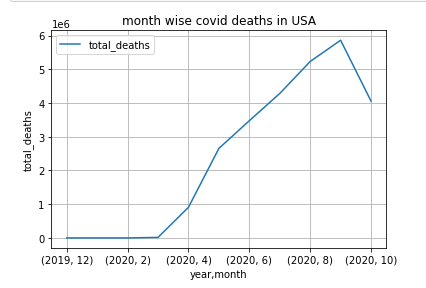 month wise covid deaths in USA
1e6
total_deaths
6
5
4
3
2
1
0
total_deaths
(2019, 12) (2020, 2) (2020, 4) (2020, 6) (2020, 8) (2020, 10)
year,month